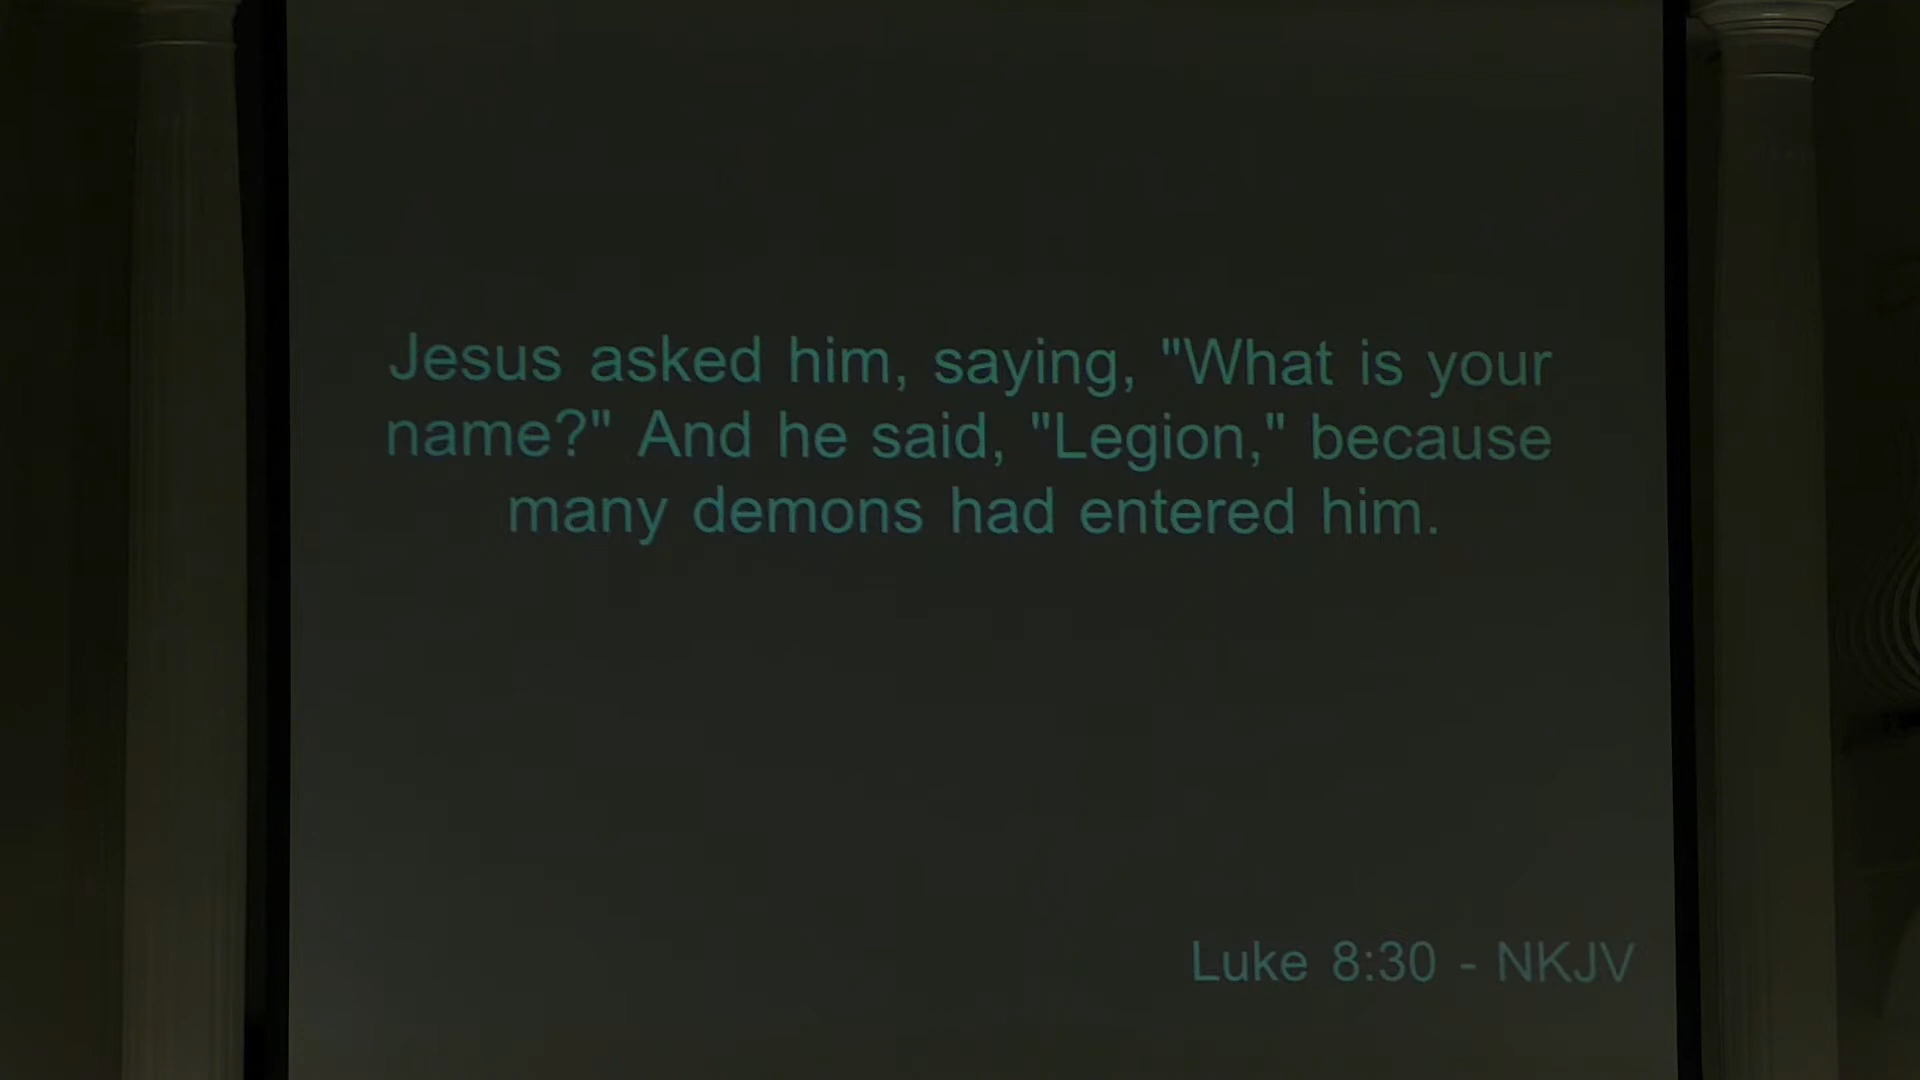 Jesus asked him, saying, "What is your
name?" And he said, "Legion," because
many demons had entered him.
Luke 8:30 - NKJV